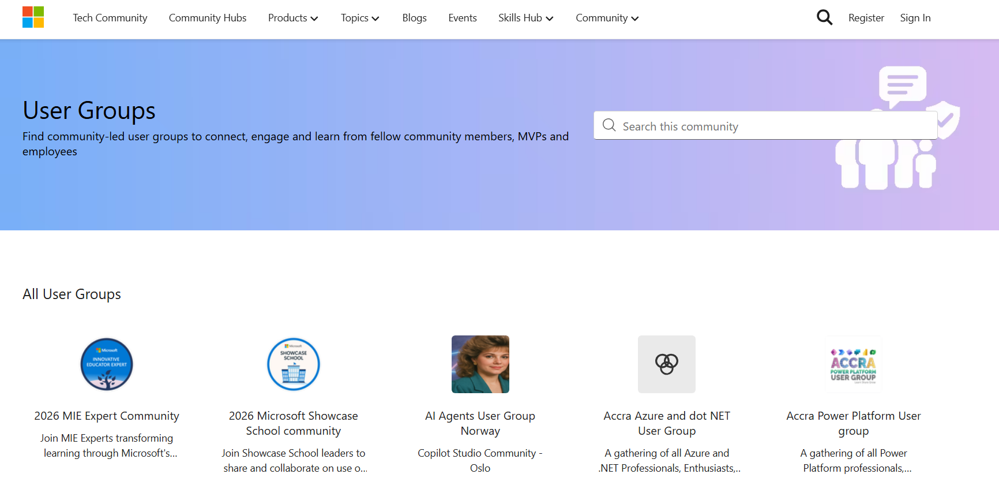 Tech Community
Community Hubs
Products
Topics
Blogs
Events
Skills Hub
Community
Register
Sign In
User Groups
Find community-led user groups to connect, engage and learn from fellow community members, MVPs and
employees
Search this community
All User Groups
Microsoft
INNOVATIVE
EDUCATOR EXPERT
2026 MIE Expert Community
Join MIE Experts transforming
learning through Microsoft's...
Microsoft
SHOWCASE
SCHOOL
2026 Microsoft Showcase
School community
Join Showcase School leaders to
share and collaborate on use o...
AI Agents User Group
Norway
Copilot Studio Community -
Oslo
Accra Azure and dot NET
User Group
A gathering of all Azure and
.NET Professionals, Enthusiasts,..
ACCRA
POWER PLATFORM
USER GROUP
Learn Share Grow
Accra Power Platform User
group
A gathering of all Power
Platform professionals,...